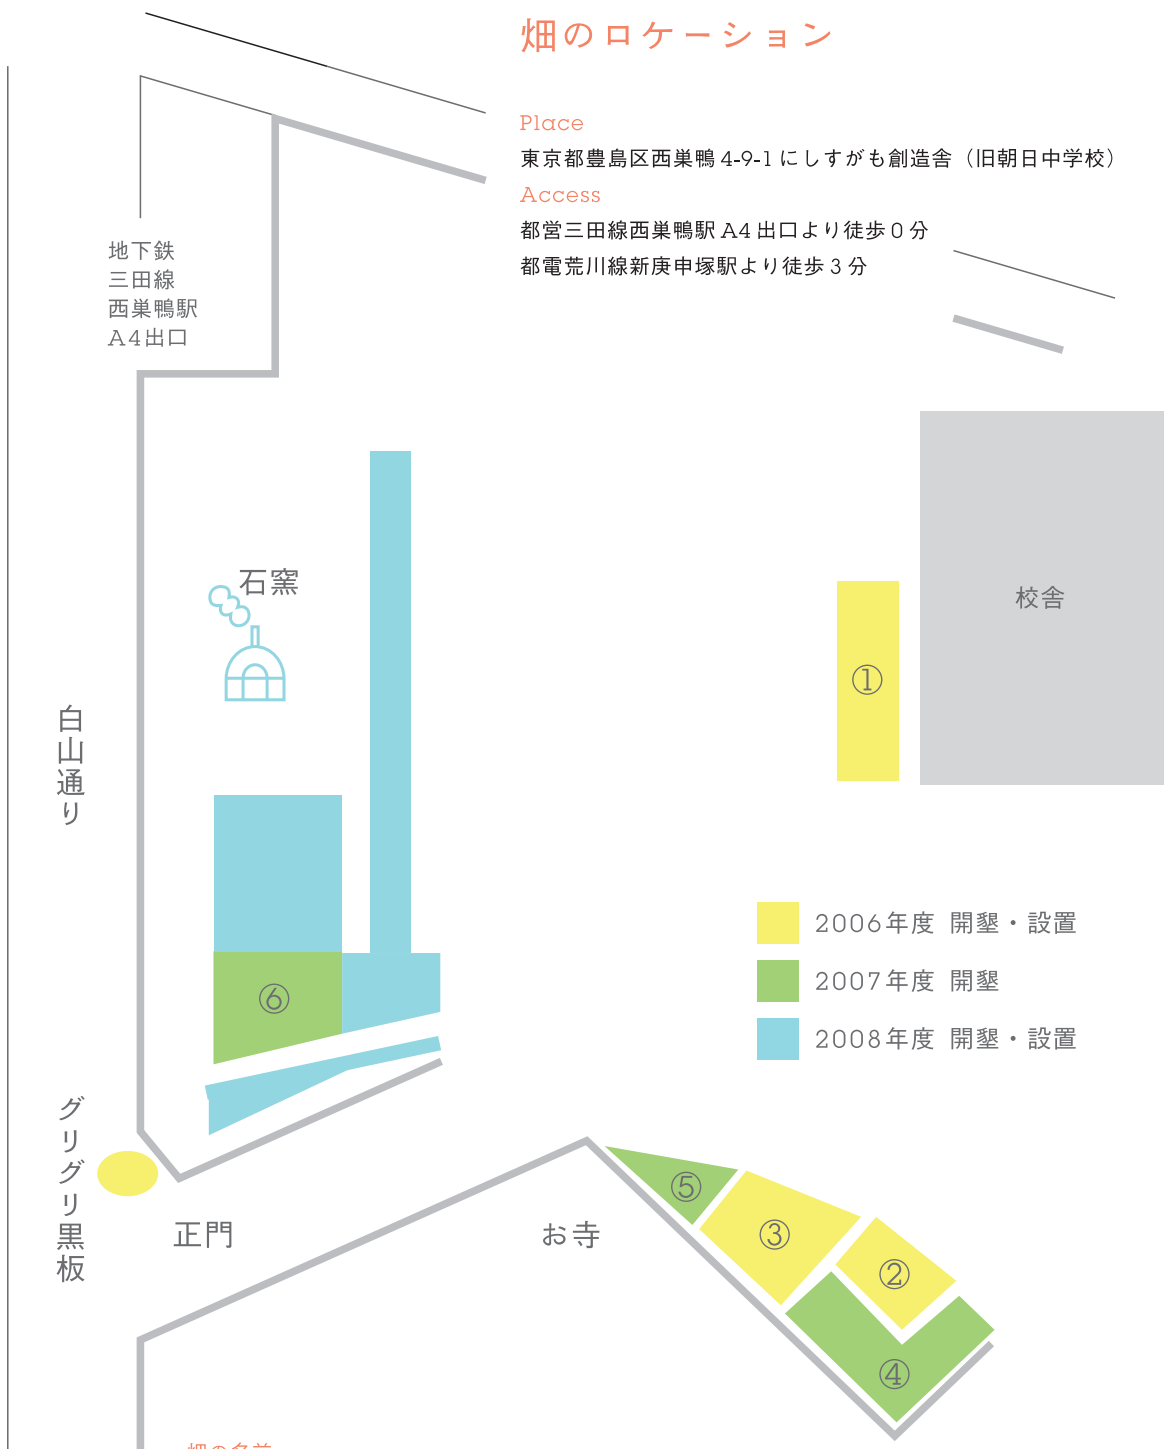 畑のロケーション
Place
東京都豊島区西巣鴨 4-9-1 にしすがも創造舎（旧朝日中学校）
Access
都営三田線西巣鴨駅 A4 出口より徒歩 0 分
都電荒川線新庚申塚駅より徒歩 3 分
地下鉄
三田線
西巣鴨駅
A4出口
石窯
校舎
①
白山通り
2006年度 開墾・設置
2007年度 開墾
2008年度 開墾・設置
⑥
グリグリ黒板
正門
お寺
⑤
③
②
④
畑の名前